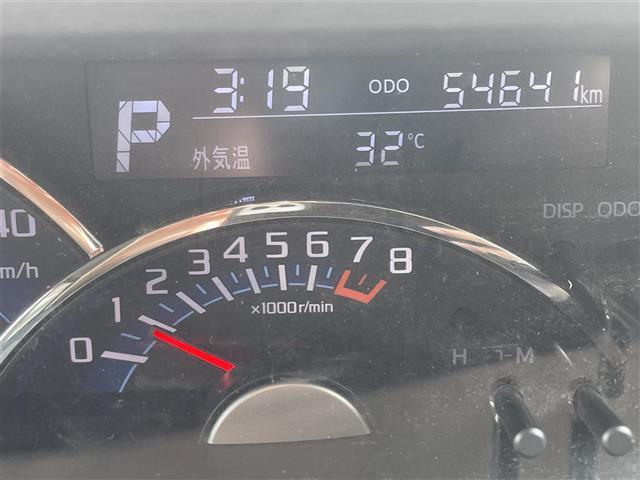 3:19 ODO 54641km
P
外気温 32℃
DISP ODO
40
m/h
0 1 2 3 4 5 6 7 8
×1000r/min
H -M